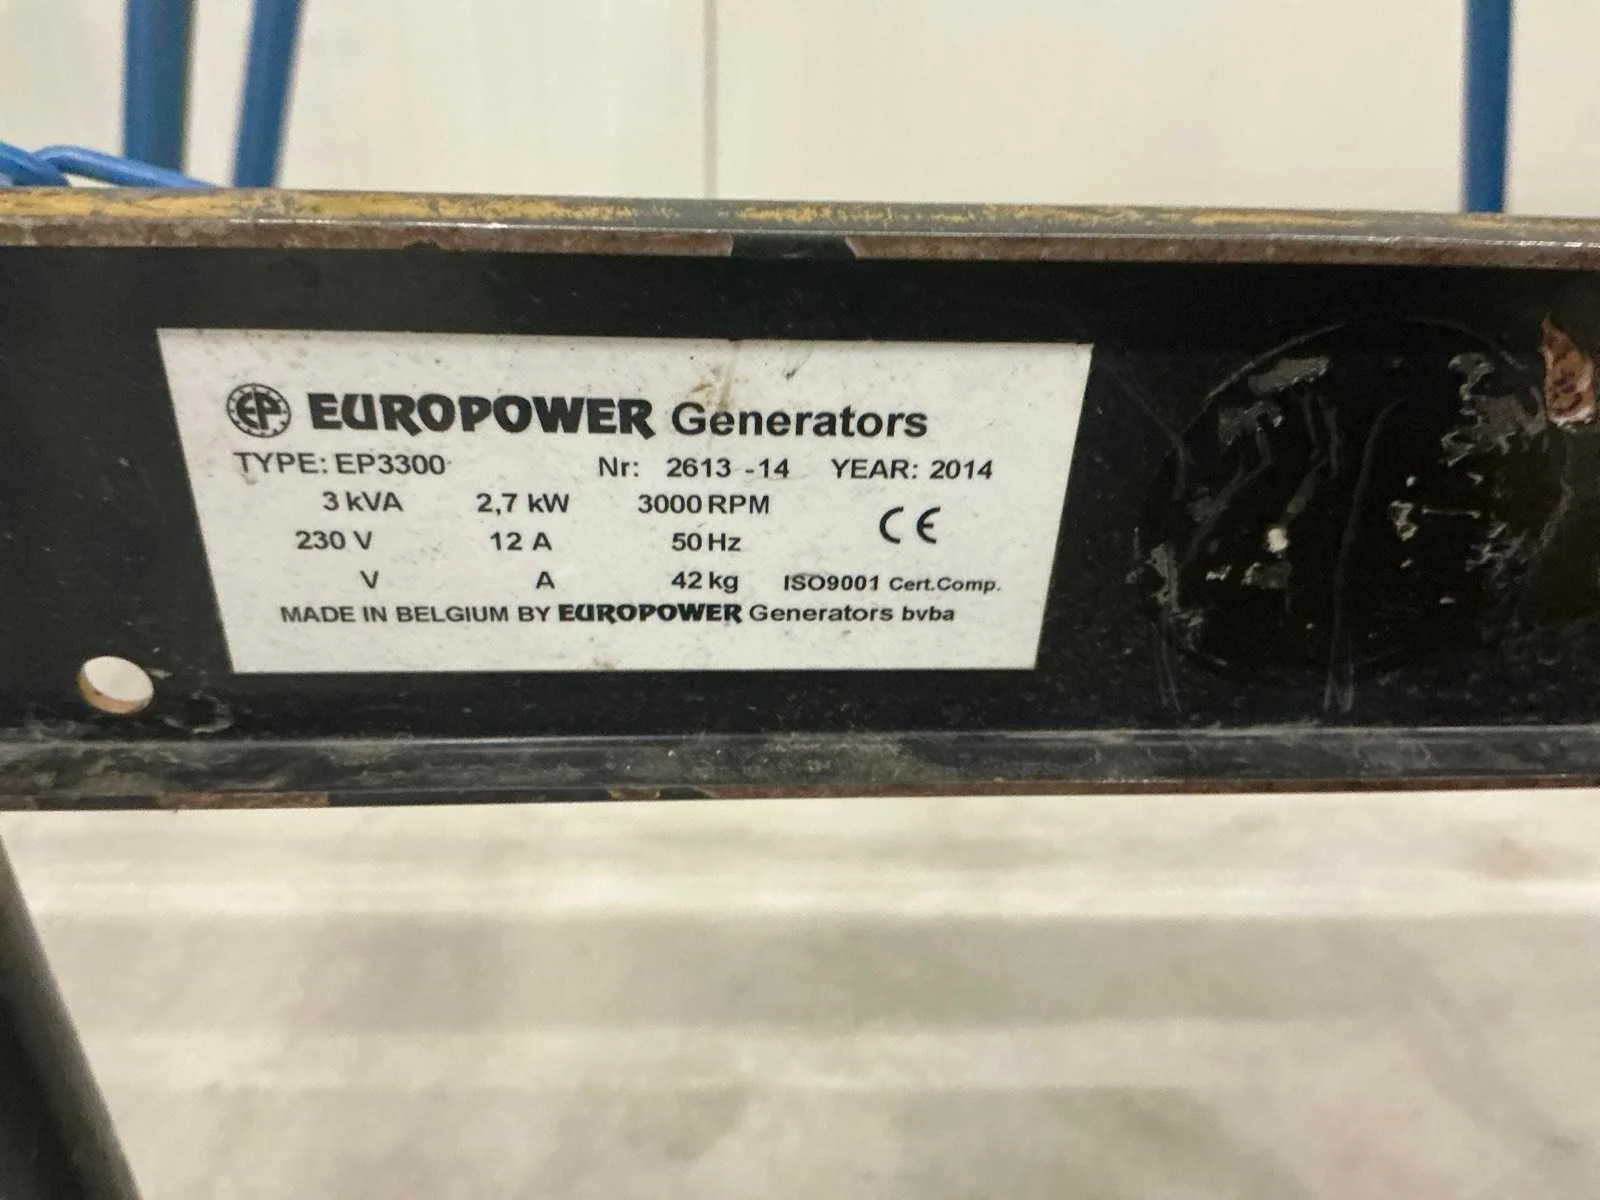 EP EUROPOWER Generators
TYPE: EP3300 Nr: 2613 -14 YEAR: 2014
3 kVA 2,7 kW 3000 RPM
230 V 12 A 50 Hz CE
V A 42 kg ISO9001 Cert.Comp.
MADE IN BELGIUM BY EUROPOWER Generators bvba